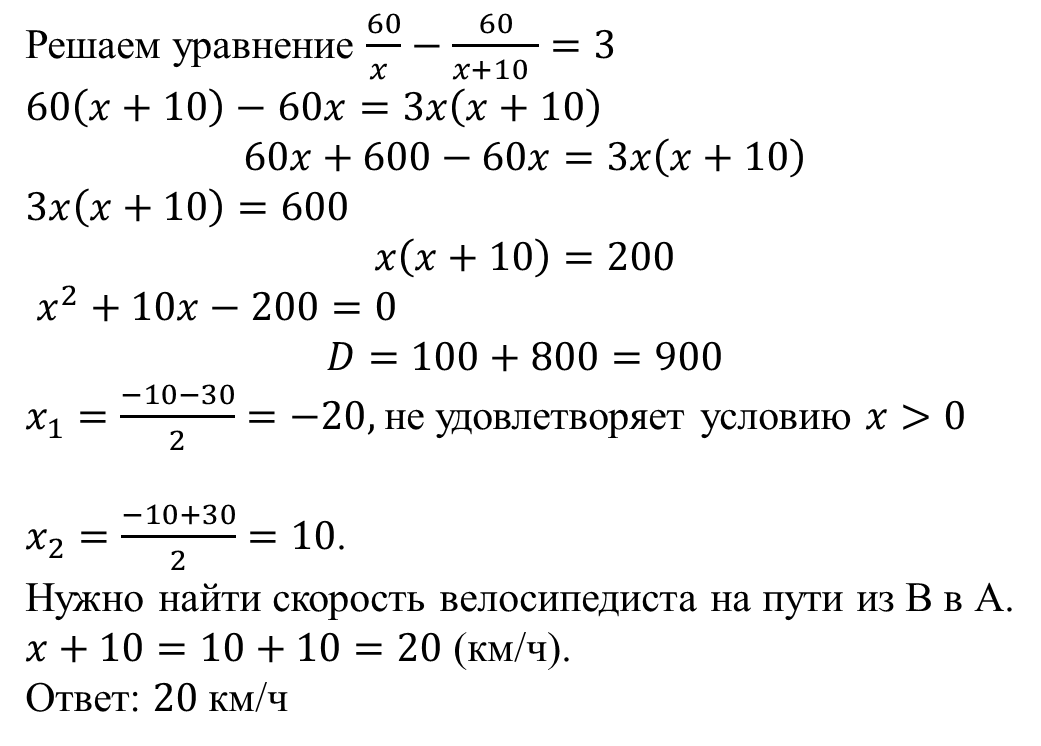 Решаем уравнение 60/x − 60/(x+10) = 3
60(x + 10) − 60x = 3x(x + 10)
60x + 600 − 60x = 3x(x + 10)
3x(x + 10) = 600
x(x + 10) = 200
x² + 10x − 200 = 0
D = 100 + 800 = 900
x₁ = (−10−30)/2 = −20, не удовлетворяет условию x > 0
x₂ = (−10+30)/2 = 10.
Нужно найти скорость велосипедиста на пути из В в А.
x + 10 = 10 + 10 = 20 (км/ч).
Ответ: 20 км/ч